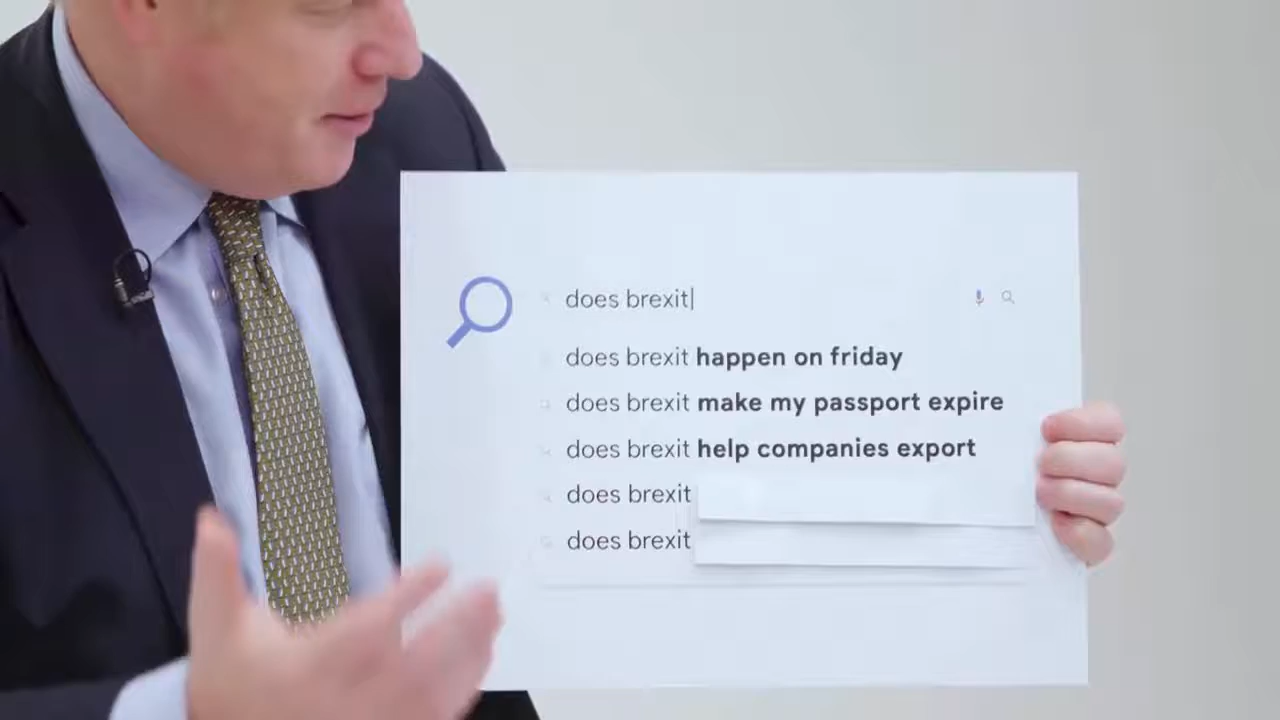 does brexit
does brexit happen on friday
does brexit make my passport expire
does brexit help companies export
does brexit
does brexit